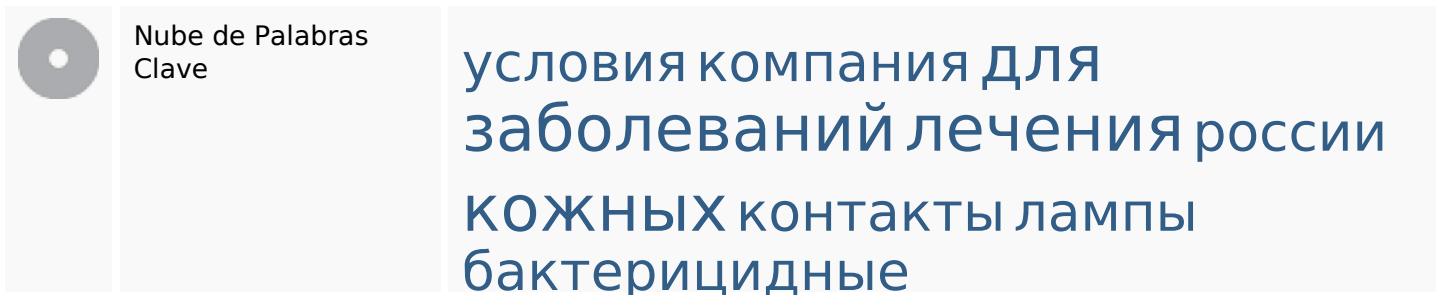 Nube de Palabras
Clave
условия компания для
заболеваний лечения россии
кожных контакты лампы
бактерицидные